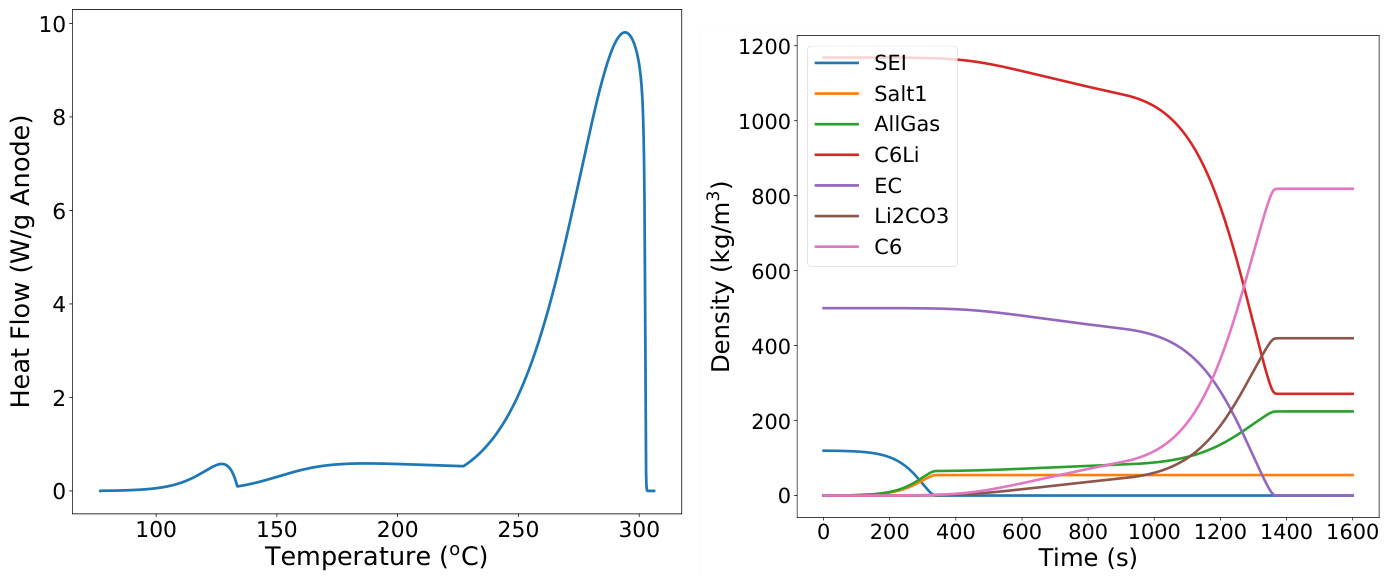 10
8
6
4
2
0
Heat Flow (W/g Anode)
100 150 200 250 300
Temperature (°C)
1200
1000
800
600
400
200
0
Density (kg/m³)
SEI
Salt1
AllGas
C6Li
EC
Li2CO3
C6
0 200 400 600 800 1000 1200 1400 1600
Time (s)